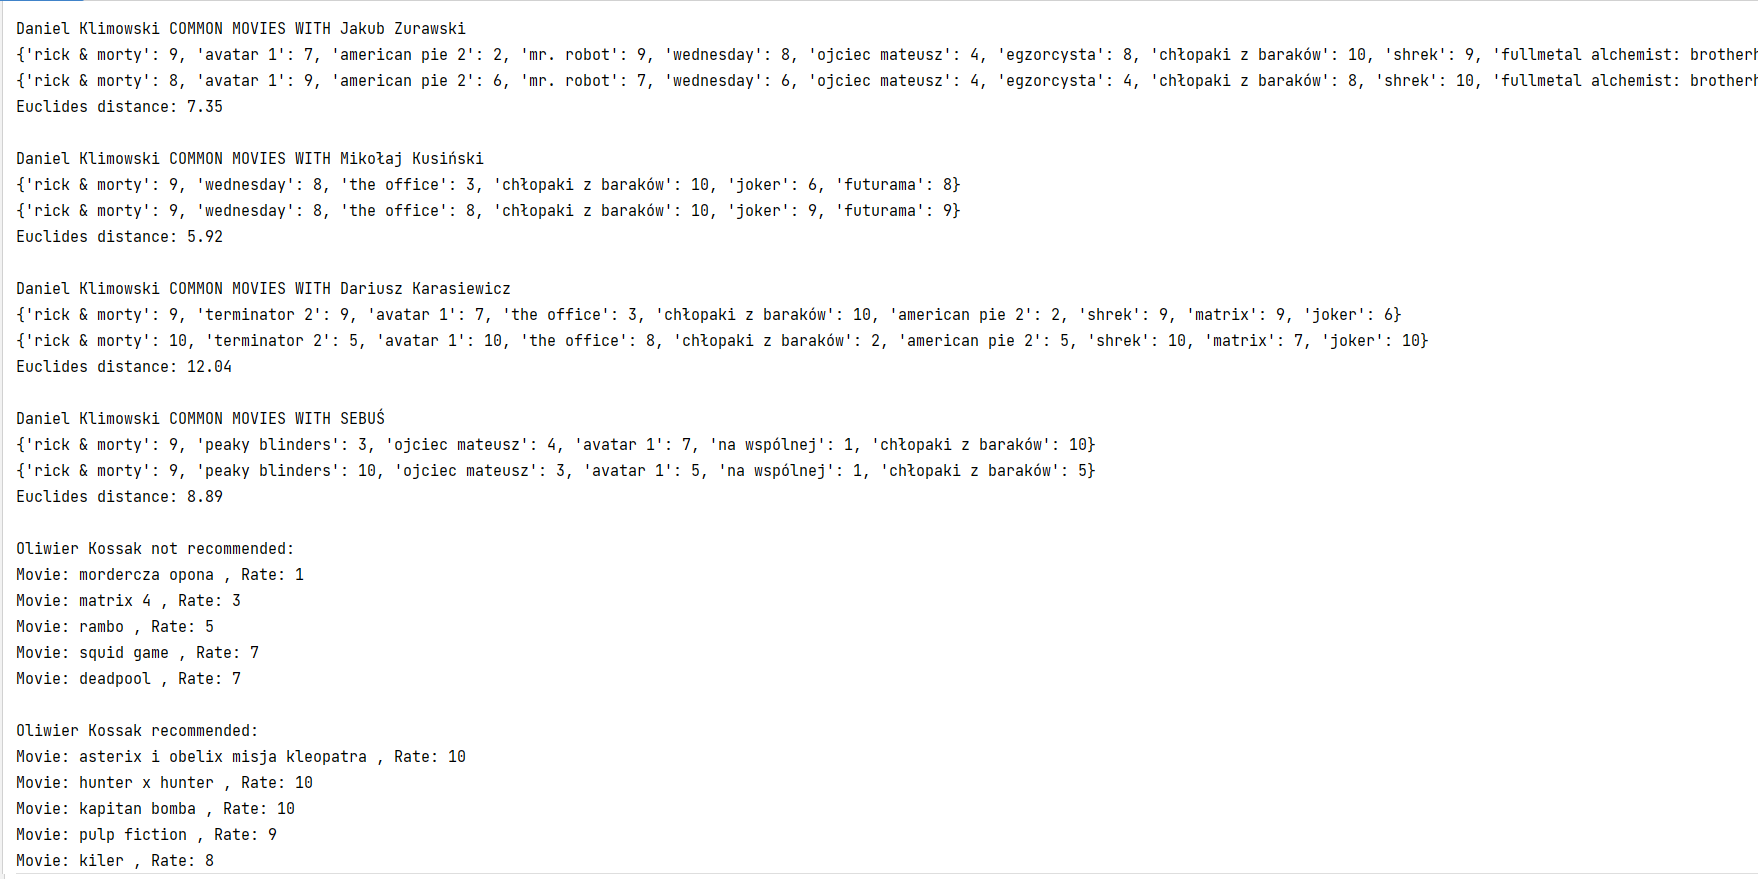 Daniel Klimowski COMMON MOVIES WITH Jakub Zurawski
{'rick & morty': 9, 'avatar 1': 7, 'american pie 2': 2, 'mr. robot': 9, 'wednesday': 8, 'ojciec mateusz': 4, 'egzorcysta': 8, 'chłopaki z baraków': 10, 'shrek': 9, 'fullmetal alchemist: brotherh
{'rick & morty': 8, 'avatar 1': 9, 'american pie 2': 6, 'mr. robot': 7, 'wednesday': 6, 'ojciec mateusz': 4, 'egzorcysta': 4, 'chłopaki z baraków': 8, 'shrek': 10, 'fullmetal alchemist: brotherh
Euclides distance: 7.35
Daniel Klimowski COMMON MOVIES WITH Mikołaj Kusiński
{'rick & morty': 9, 'wednesday': 8, 'the office': 3, 'chłopaki z baraków': 10, 'joker': 6, 'futurama': 8}
{'rick & morty': 9, 'wednesday': 8, 'the office': 8, 'chłopaki z baraków': 10, 'joker': 9, 'futurama': 9}
Euclides distance: 5.92
Daniel Klimowski COMMON MOVIES WITH Dariusz Karasiewicz
{'rick & morty': 9, 'terminator 2': 9, 'avatar 1': 7, 'the office': 3, 'chłopaki z baraków': 10, 'american pie 2': 2, 'shrek': 9, 'matrix': 9, 'joker': 6}
{'rick & morty': 10, 'terminator 2': 5, 'avatar 1': 10, 'the office': 8, 'chłopaki z baraków': 2, 'american pie 2': 5, 'shrek': 10, 'matrix': 7, 'joker': 10}
Euclides distance: 12.04
Daniel Klimowski COMMON MOVIES WITH SEBUŚ
{'rick & morty': 9, 'peaky blinders': 3, 'ojciec mateusz': 4, 'avatar 1': 7, 'na wspólnej': 1, 'chłopaki z baraków': 10}
{'rick & morty': 9, 'peaky blinders': 10, 'ojciec mateusz': 3, 'avatar 1': 5, 'na wspólnej': 1, 'chłopaki z baraków': 5}
Euclides distance: 8.89
Oliwier Kossak not recommended:
Movie: mordercza opona , Rate: 1
Movie: matrix 4 , Rate: 3
Movie: rambo , Rate: 5
Movie: squid game , Rate: 7
Movie: deadpool , Rate: 7
Oliwier Kossak recommended:
Movie: asterix i obelix misja kleopatra , Rate: 10
Movie: hunter x hunter , Rate: 10
Movie: kapitan bomba , Rate: 10
Movie: pulp fiction , Rate: 9
Movie: kiler , Rate: 8